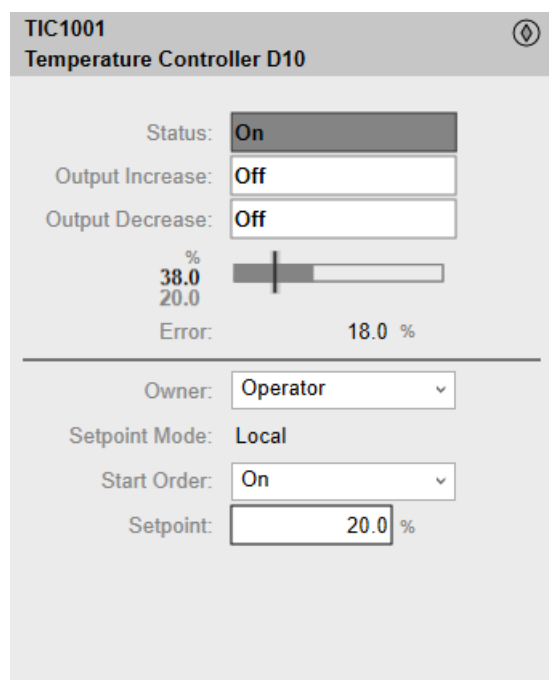 TIC1001
Temperature Controller D10
Status: On
Output Increase: Off
Output Decrease: Off
%
38.0
20.0
Error: 18.0 %
Owner: Operator
Setpoint Mode: Local
Start Order: On
Setpoint: 20.0 %